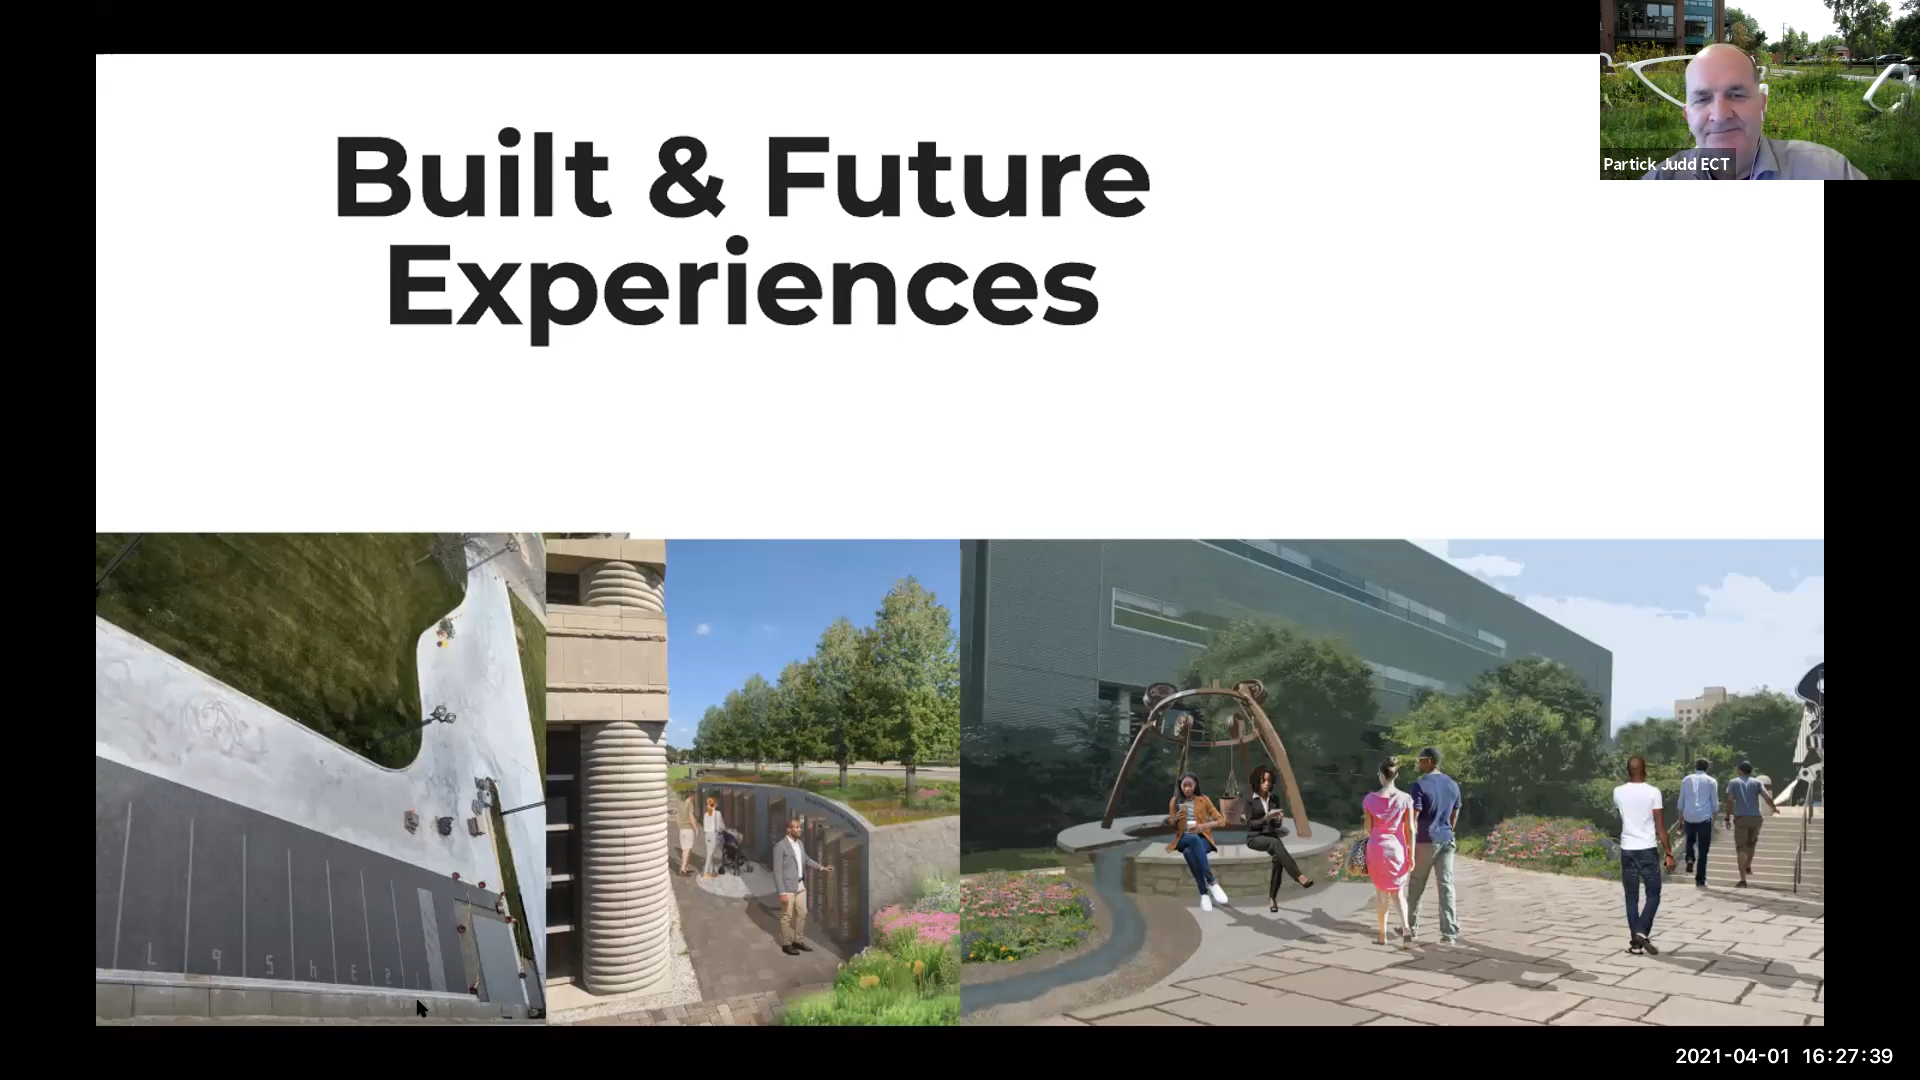 Built & Future
Experiences
Partick Judd ECT
2021-04-01 16:27:39